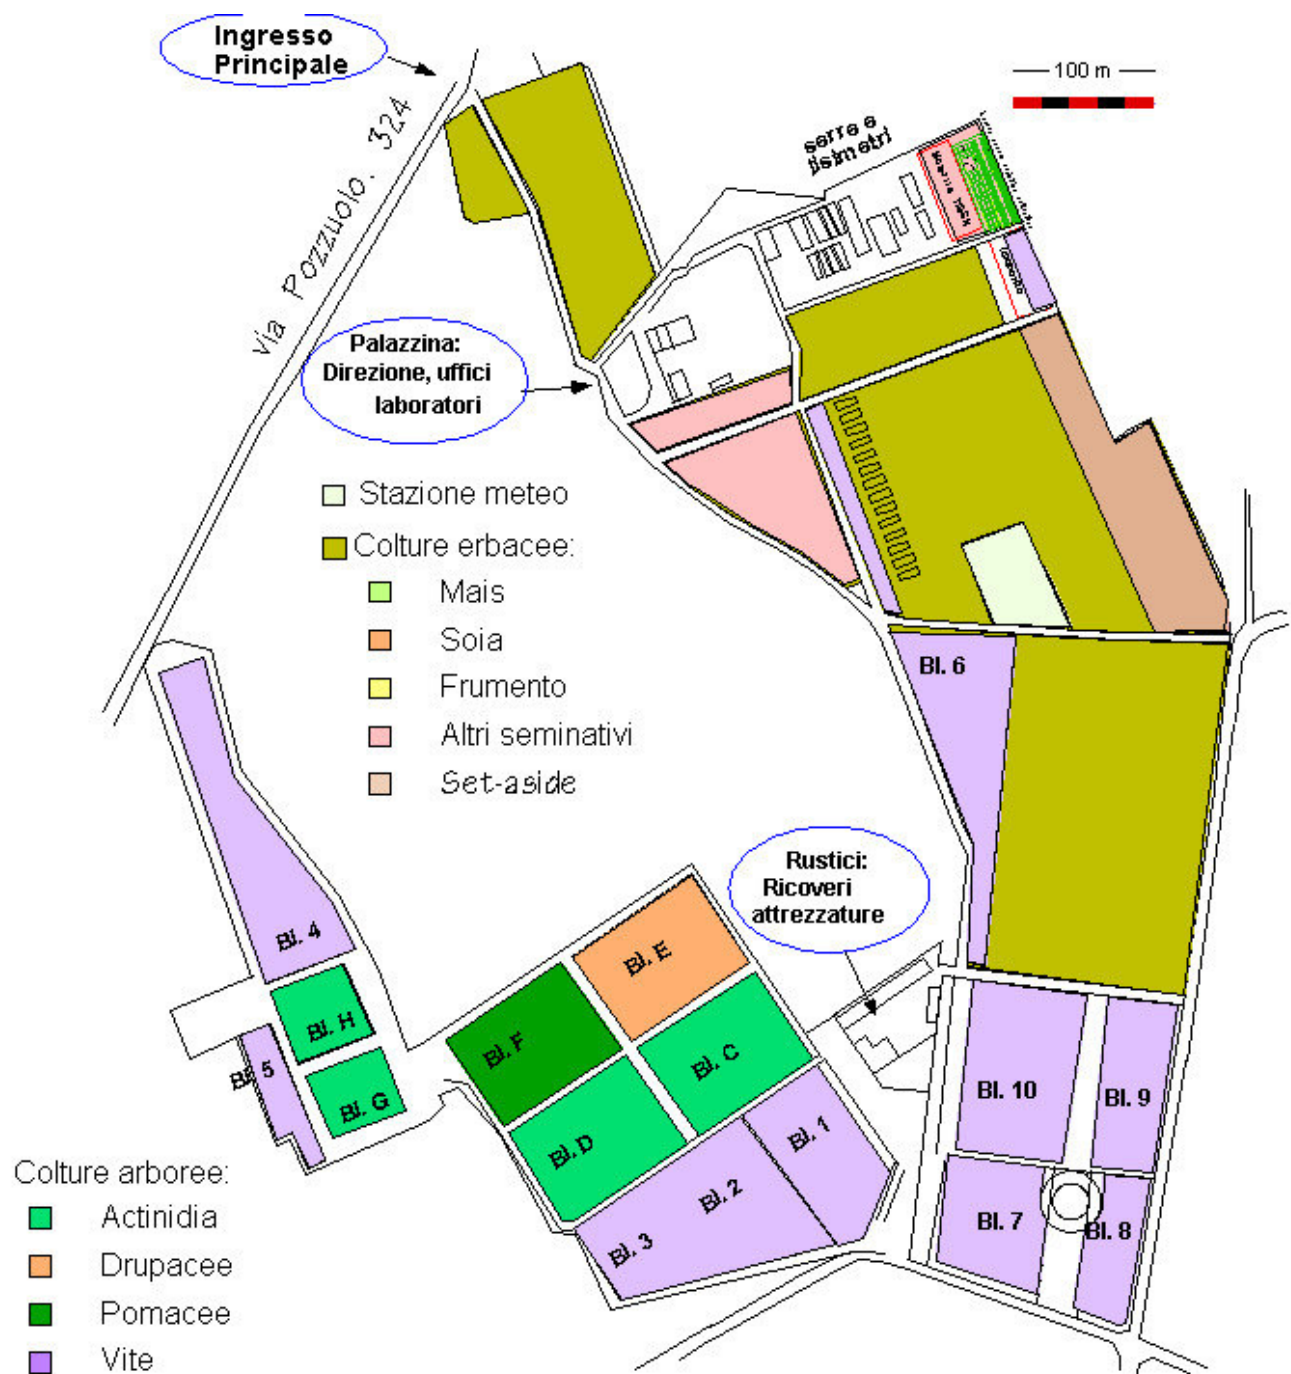 Ingresso
Principale
100 m
via Pozzuolo. 324
serre e
lisimetri
Palazzina:
Direzione, uffici
laboratori
Stazione meteo
Colture erbacee:
Mais
Soia
Frumento
Altri seminativi
Set-aside
Bl. 6
Rustici:
Ricoveri
attrezzature
Bl. 4
Bl. E
Bl. H
Bl. F
Bl. C
Bl. 5
Bl. G
Bl. D
Bl. 1
Bl. 10
Bl. 9
Bl. 2
Bl. 3
Bl. 7
Bl. 8
Colture arboree:
Actinidia
Drupacee
Pomacee
Vite